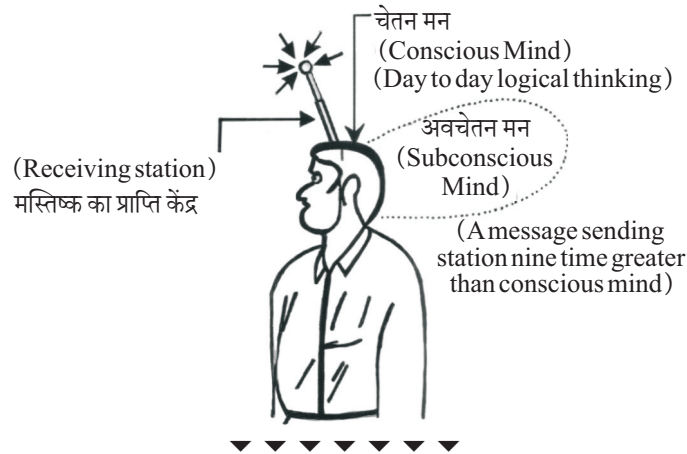 चेतन मन
(Conscious Mind)
(Day to day logical thinking)
अवचेतन मन
(Subconscious
Mind)
(Receiving station)
मस्तिष्क का प्राप्ति केंद्र
(A message sending
station nine time greater
than conscious mind)